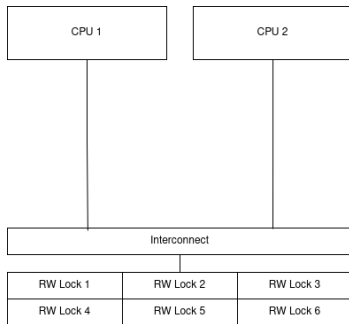 CPU 1
CPU 2
Interconnect
RW Lock 1
RW Lock 2
RW Lock 3
RW Lock 4
RW Lock 5
RW Lock 6